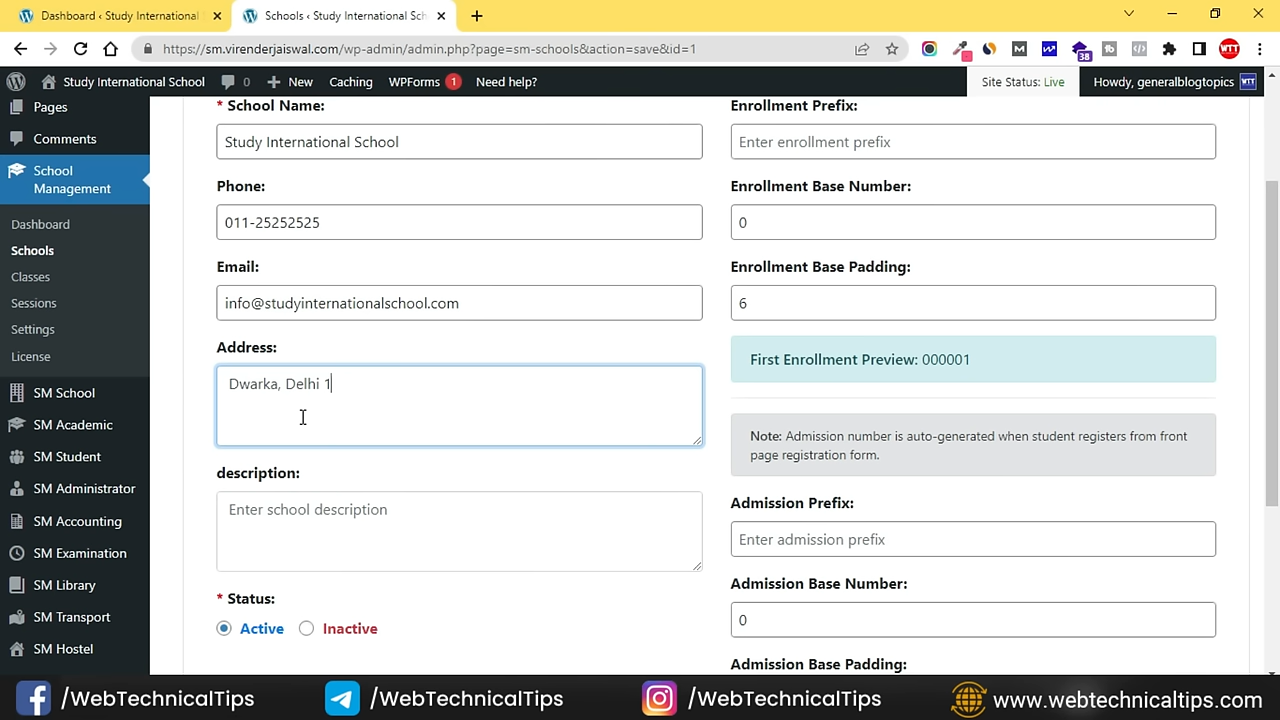 Dashboard ‹ Study International
Schools ‹ Study International Sch
https://sm.virenderjaiswal.com/wp-admin/admin.php?page=sm-schools&action=save&id=1
38
WTT
Study International School
0
New
Caching
WPForms 1
Need help?
Site Status: Live
Howdy, generalblogtopics
WTT
Pages
Comments
School
Management
Dashboard
Schools
Classes
Sessions
Settings
License
SM School
SM Academic
SM Student
SM Administrator
SM Accounting
SM Examination
SM Library
SM Transport
SM Hostel
* School Name:
Study International School
Phone:
011-25252525
Email:
info@studyinternationalschool.com
Address:
Dwarka, Delhi 1
description:
Enter school description
* Status:
Active
Inactive
Enrollment Prefix:
Enter enrollment prefix
Enrollment Base Number:
0
Enrollment Base Padding:
6
First Enrollment Preview: 000001
Note: Admission number is auto-generated when student registers from front
page registration form.
Admission Prefix:
Enter admission prefix
Admission Base Number:
0
Admission Base Padding:
/WebTechnicalTips
/WebTechnicalTips
/WebTechnicalTips
www.webtechnicaltips.com